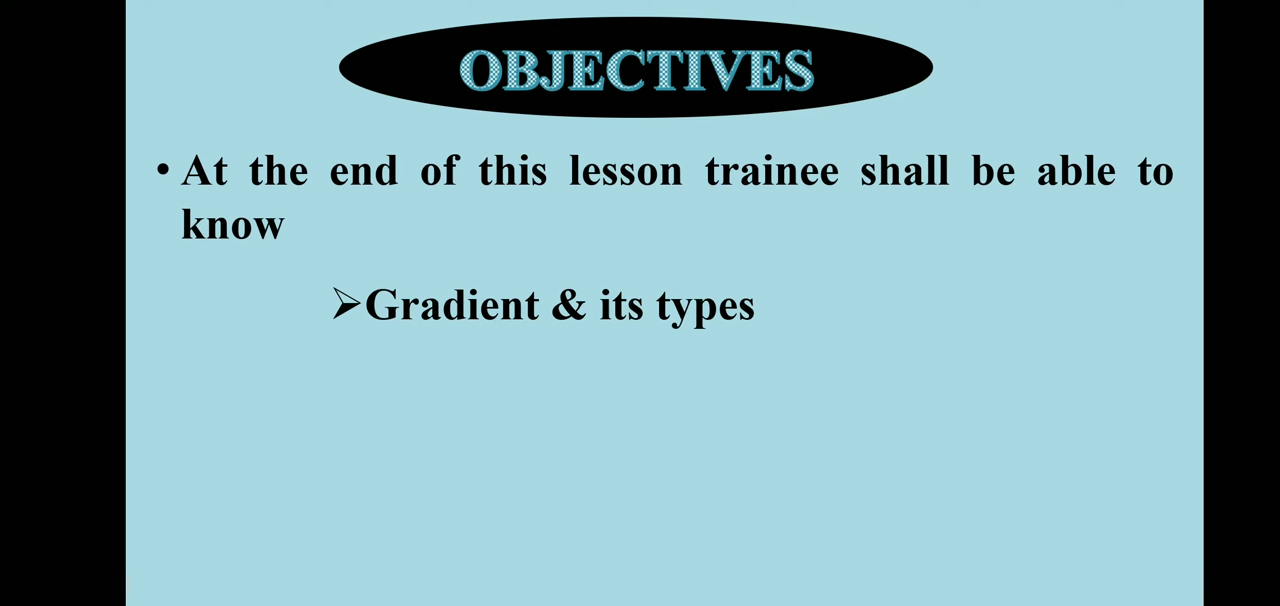 OBJECTIVES
• At the end of this lesson trainee shall be able to
know
➢Gradient & its types